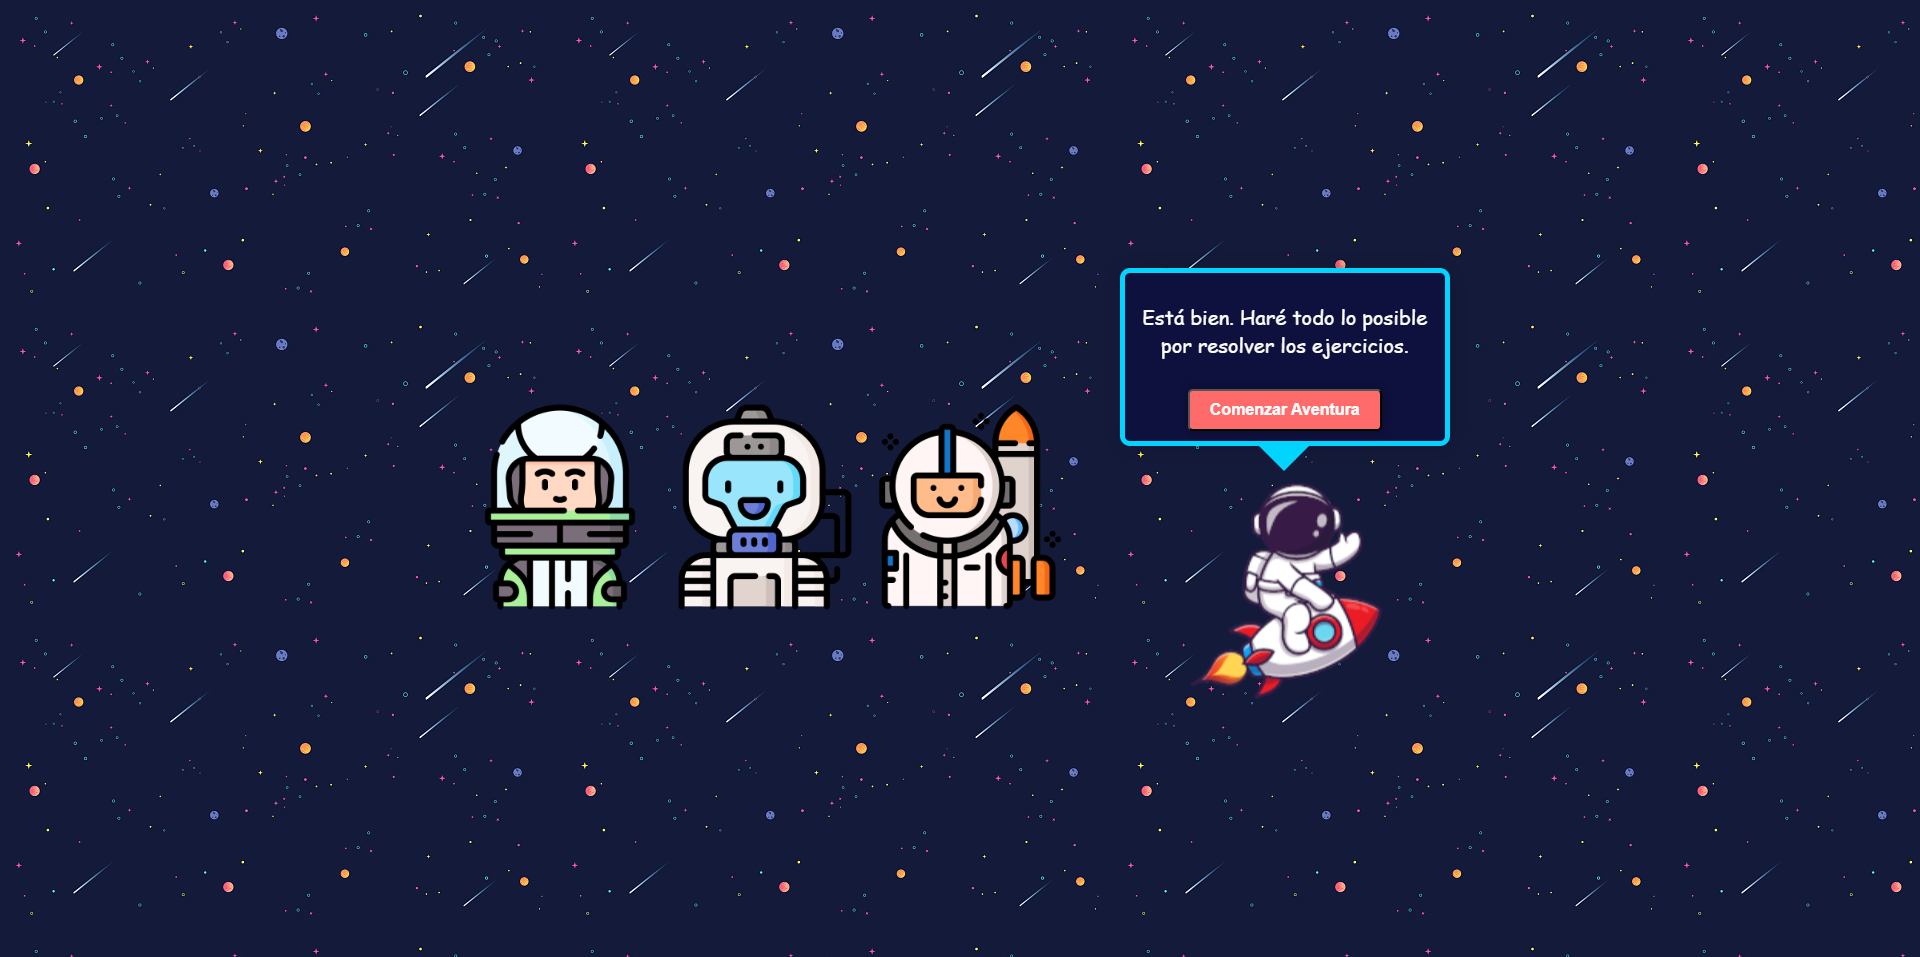 Está bien. Haré todo lo posible
por resolver los ejercicios.
Comenzar Aventura